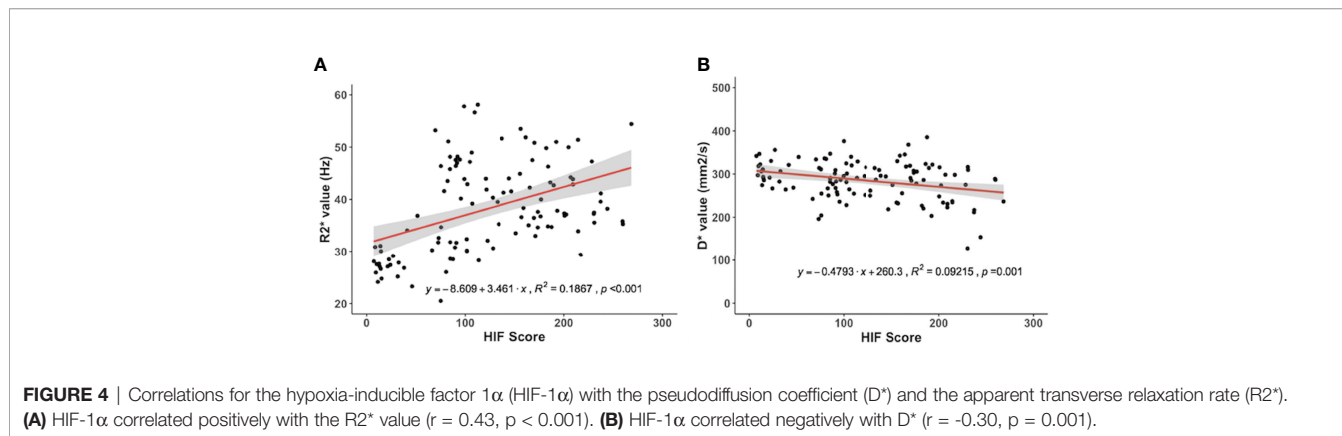 A
R2* value (Hz)
60
50
40
30
20
y = −8.609 + 3.461 · x , R² = 0.1867 , p <0.001
0
100
200
300
HIF Score
B
D* value (mm2/s)
500
400
300
200
100
0
y = −0.4793 · x + 260.3 , R² = 0.09215 , p =0.001
0
100
200
300
HIF Score
FIGURE 4 | Correlations for the hypoxia-inducible factor 1α (HIF-1α) with the pseudodiffusion coefficient (D*) and the apparent transverse relaxation rate (R2*).
(A) HIF-1α correlated positively with the R2* value (r = 0.43, p < 0.001). (B) HIF-1α correlated negatively with D* (r = -0.30, p = 0.001).